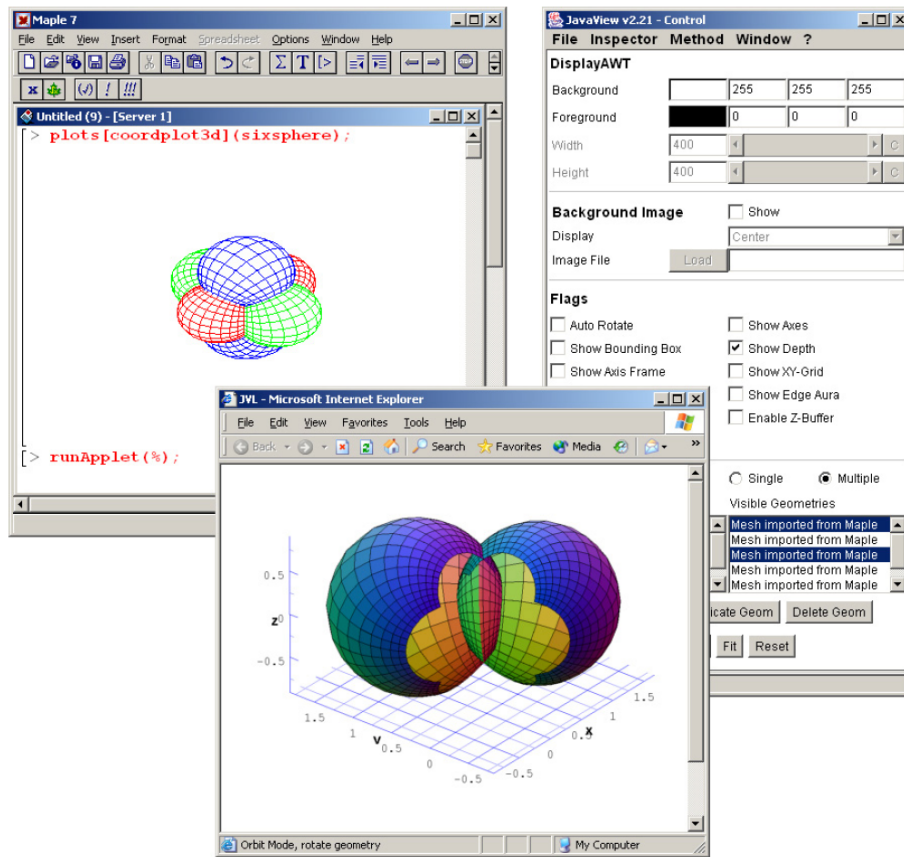 Maple 7
File Edit View Insert Format Spreadsheet Options Window Help
Untitled (9) - [Server 1]
> plots[coordplot3d](sixsphere);
> runApplet(%);
JavaView v2.21 - Control
File Inspector Method Window ?
DisplayAWT
Background 255 255 255
Foreground 0 0 0
Width 400 C
Height 400 C
Background Image Show
Display Center
Image File Load
Flags
Auto Rotate Show Axes
Show Bounding Box Show Depth
Show Axis Frame Show XY-Grid
Show Edge Aura
Enable Z-Buffer
Single Multiple
Visible Geometries
Mesh imported from Maple
Mesh imported from Maple
Mesh imported from Maple
Mesh imported from Maple
Mesh imported from Maple
icate Geom Delete Geom
Fit Reset
JVL - Microsoft Internet Explorer
File Edit View Favorites Tools Help
Back Search Favorites Media
0.5
z 0
-0.5
1.5 1 y 0.5 0 -0.5
-0.5 0 0.5 x 1 1.5
Orbit Mode, rotate geometry My Computer